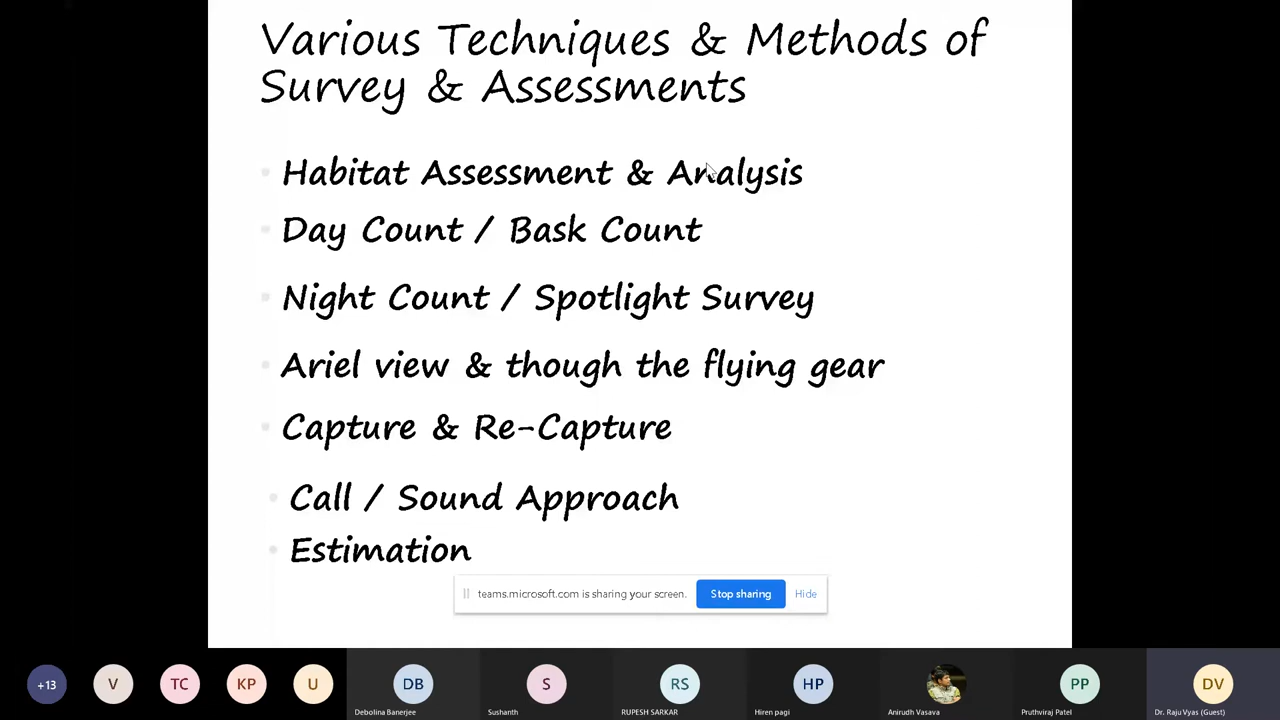 Various Techniques & Methods of
Survey & Assessments
Habitat Assessment & Analysis
Day Count / Bask Count
Night Count / Spotlight Survey
Ariel view & though the flying gear
Capture & Re-Capture
Call / Sound Approach
Estimation
teams.microsoft.com is sharing your screen.
Stop sharing
Hide
+13
V
TC
KP
U
DB
S
RS
HP
PP
DV
Debolina Banerjee
Sushanth
RUPESH SARKAR
Hiren pagi
Anirudh Vasava
Pruthviraj Patel
Dr. Raju Vyas (Guest)